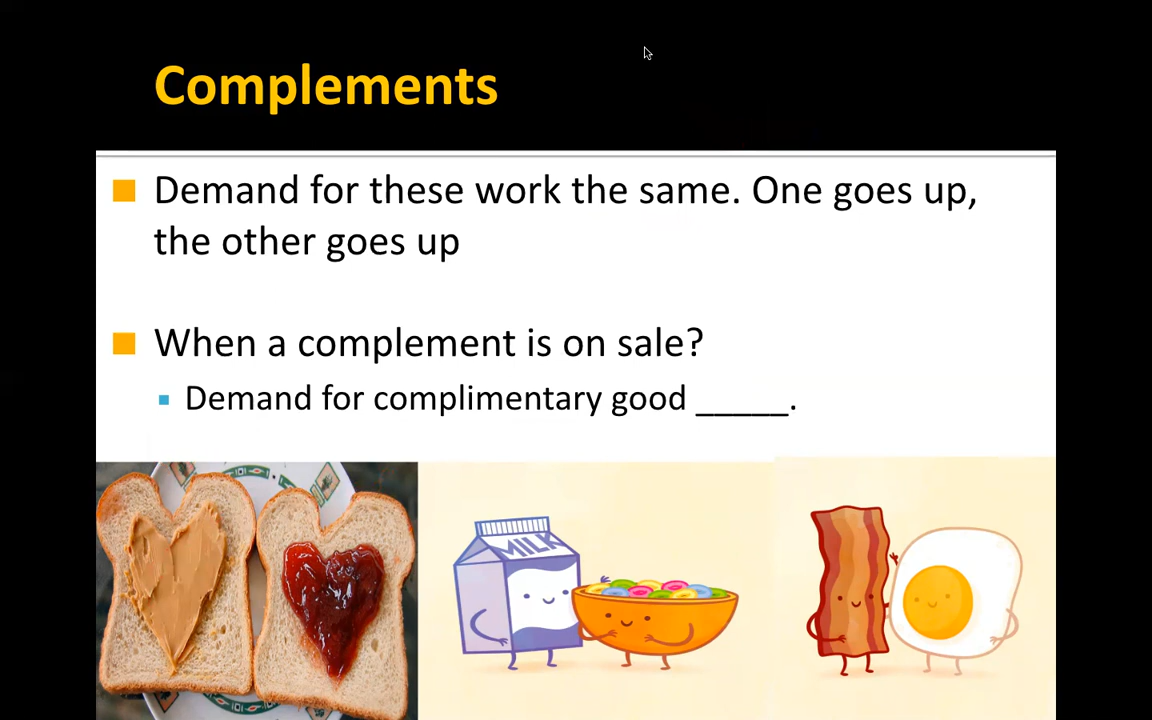 Complements
Demand for these work the same. One goes up,
the other goes up
When a complement is on sale?
Demand for complimentary good _____.
MILK